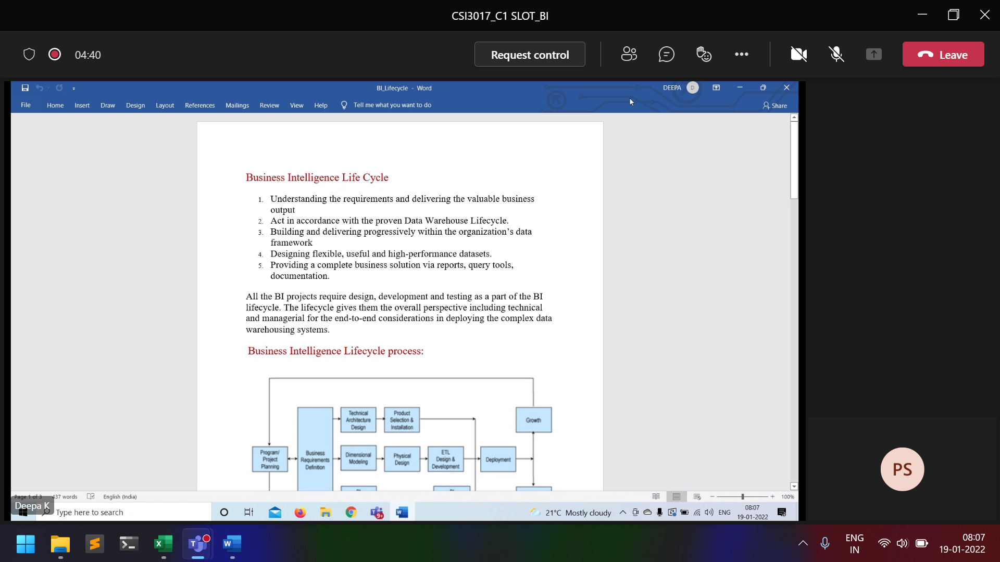 CSI3017_C1 SLOT_BI
04:40
Request control
Leave
BI_Lifecycle - Word
DEEPA
D
File Home Insert Draw Design Layout References Mailings Review View Help Tell me what you want to do
Share
Business Intelligence Life Cycle
1. Understanding the requirements and delivering the valuable business
output
2. Act in accordance with the proven Data Warehouse Lifecycle.
3. Building and delivering progressively within the organization's data
framework
4. Designing flexible, useful and high-performance datasets.
5. Providing a complete business solution via reports, query tools,
documentation.
All the BI projects require design, development and testing as a part of the BI
lifecycle. The lifecycle gives them the overall perspective including technical
and managerial for the end-to-end considerations in deploying the complex data
warehousing systems.
Business Intelligence Lifecycle process:
Technical
Architecture
Design
Product
Selection &
Installation
Growth
Program/
Project
Planning
Business
Requirements
Definition
Dimensional
Modeling
Physical
Design
ETL
Design &
Development
Deployment
PS
Page 1 of 3 437 words English (India)
100%
Deepa K
Type here to search
9+
21°C Mostly cloudy
ENG
08:07
19-01-2022
ENG
IN
08:07
19-01-2022